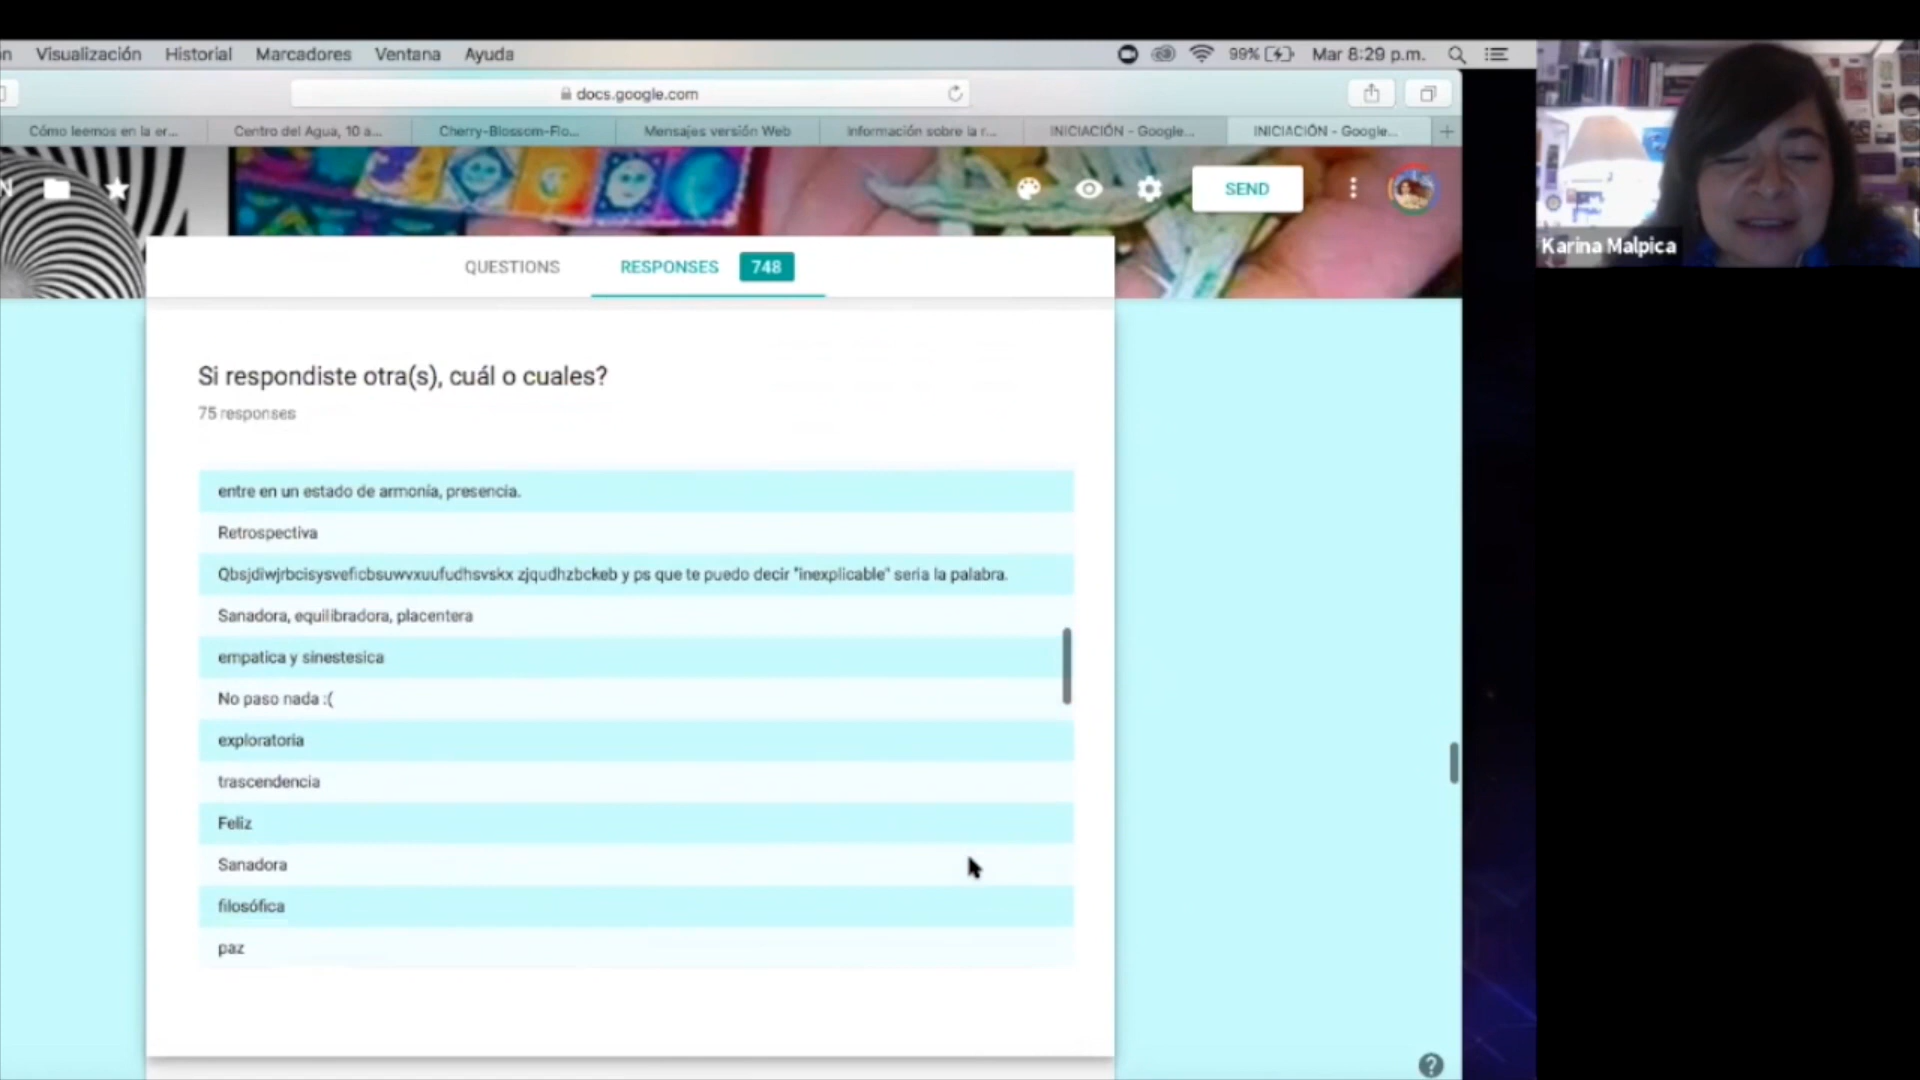 Visualización Historial Marcadores Ventana Ayuda
99% Mar 8:29 p.m.
docs.google.com
Cómo leemos en la er... Centro del Agua, 10 a... Cherry-Blossom-Flo... Mensajes versión Web Información sobre la r... INICIACIÓN - Google... INICIACIÓN - Google...
SEND
Karina Malpica
QUESTIONS RESPONSES 748
Si respondiste otra(s), cuál o cuales?
75 responses
entre en un estado de armonía, presencia.
Retrospectiva
Qbsjdiwjrbcisysveficbsuwvxuufudhsvskx zjqudhzbckeb y ps que te puedo decir "inexplicable" seria la palabra.
Sanadora, equilibradora, placentera
empatica y sinestesica
No paso nada :(
exploratoria
trascendencia
Feliz
Sanadora
filosófica
paz